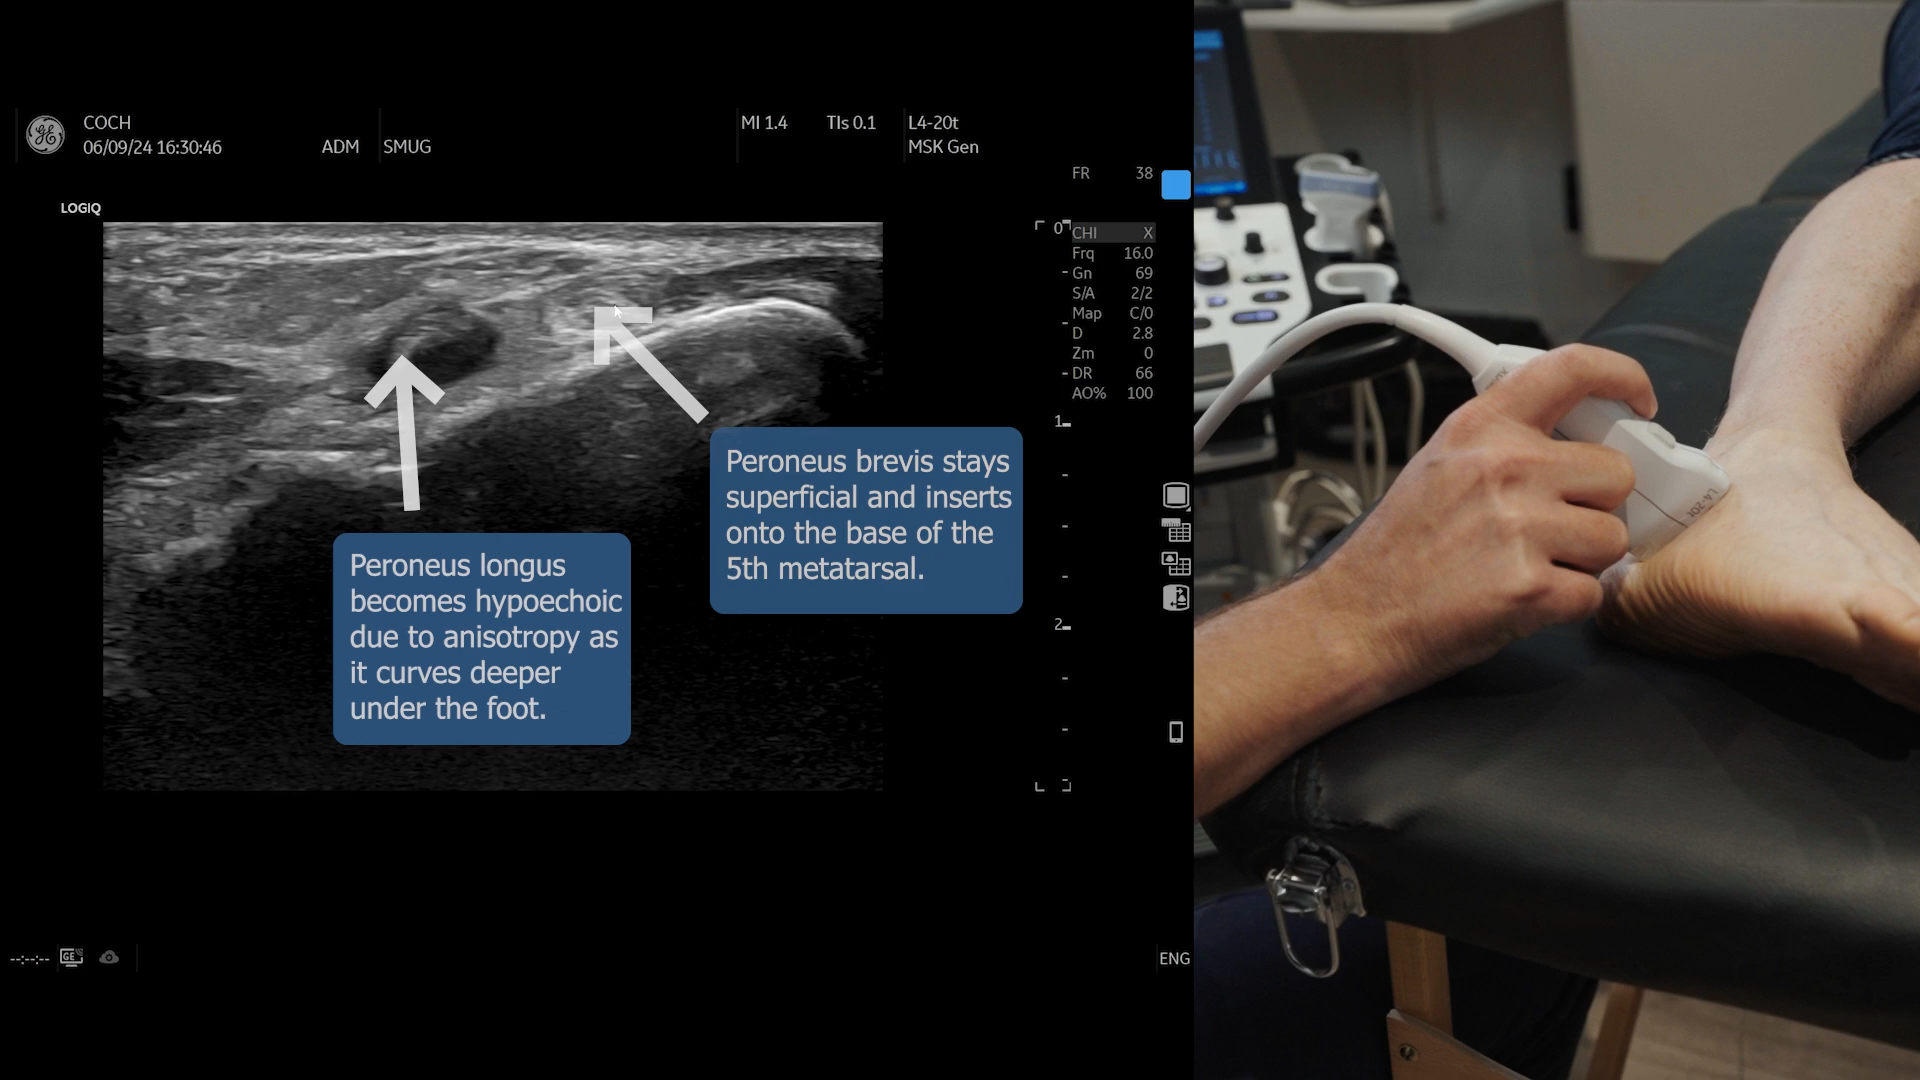 COCH
06/09/24 16:30:46
ADM
SMUG
MI 1.4
TIs 0.1
L4-20t
MSK Gen
FR 38
LOGIQ
CHI X
Frq 16.0
Gn 69
S/A 2/2
Map C/0
D 2.8
Zm 0
DR 66
AO% 100
0
1
2
Peroneus brevis stays
superficial and inserts
onto the base of the
5th metatarsal.
Peroneus longus
becomes hypoechoic
due to anisotropy as
it curves deeper
under the foot.
L4-20t
--:--:--
GE
ENG